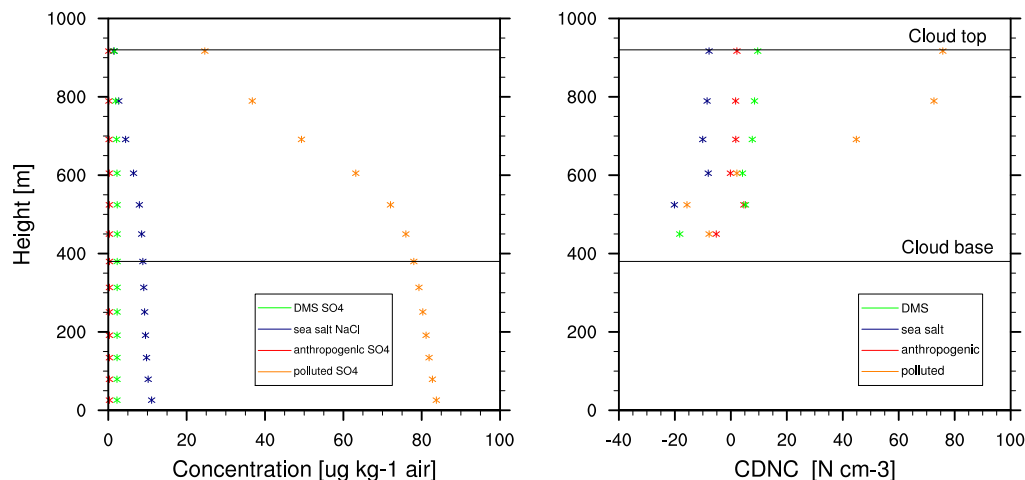 1000
800
600
400
200
0
0 20 40 60 80 100
Height [m]
Concentration [ug kg-1 air]
DMS SO4
sea salt NaCl
anthropogenic SO4
polluted SO4
1000
800
600
400
200
0
-40 -20 0 20 40 60 80 100
CDNC [N cm-3]
Cloud top
Cloud base
DMS
sea salt
anthropogenic
polluted